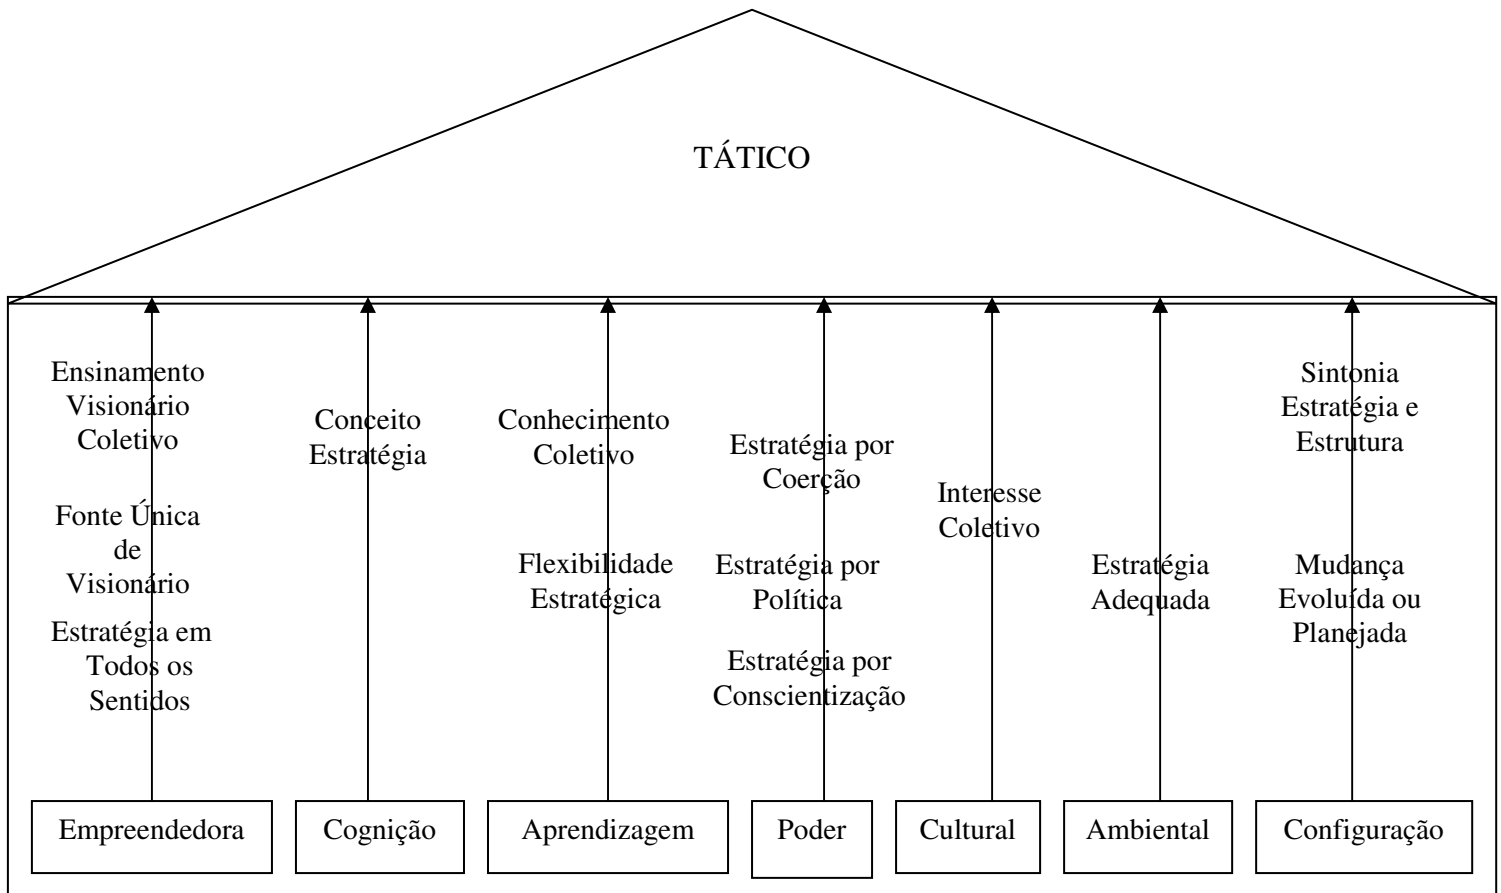 TÁTICO
Ensinamento
Visionário
Coletivo
Fonte Única
de
Visionário
Estratégia em
Todos os
Sentidos
Conceito
Estratégia
Conhecimento
Coletivo
Flexibilidade
Estratégica
Estratégia por
Coerção
Estratégia por
Política
Estratégia por
Conscientização
Interesse
Coletivo
Estratégia
Adequada
Sintonia
Estratégia e
Estrutura
Mudança
Evoluída ou
Planejada
Empreendedora
Cognição
Aprendizagem
Poder
Cultural
Ambiental
Configuração